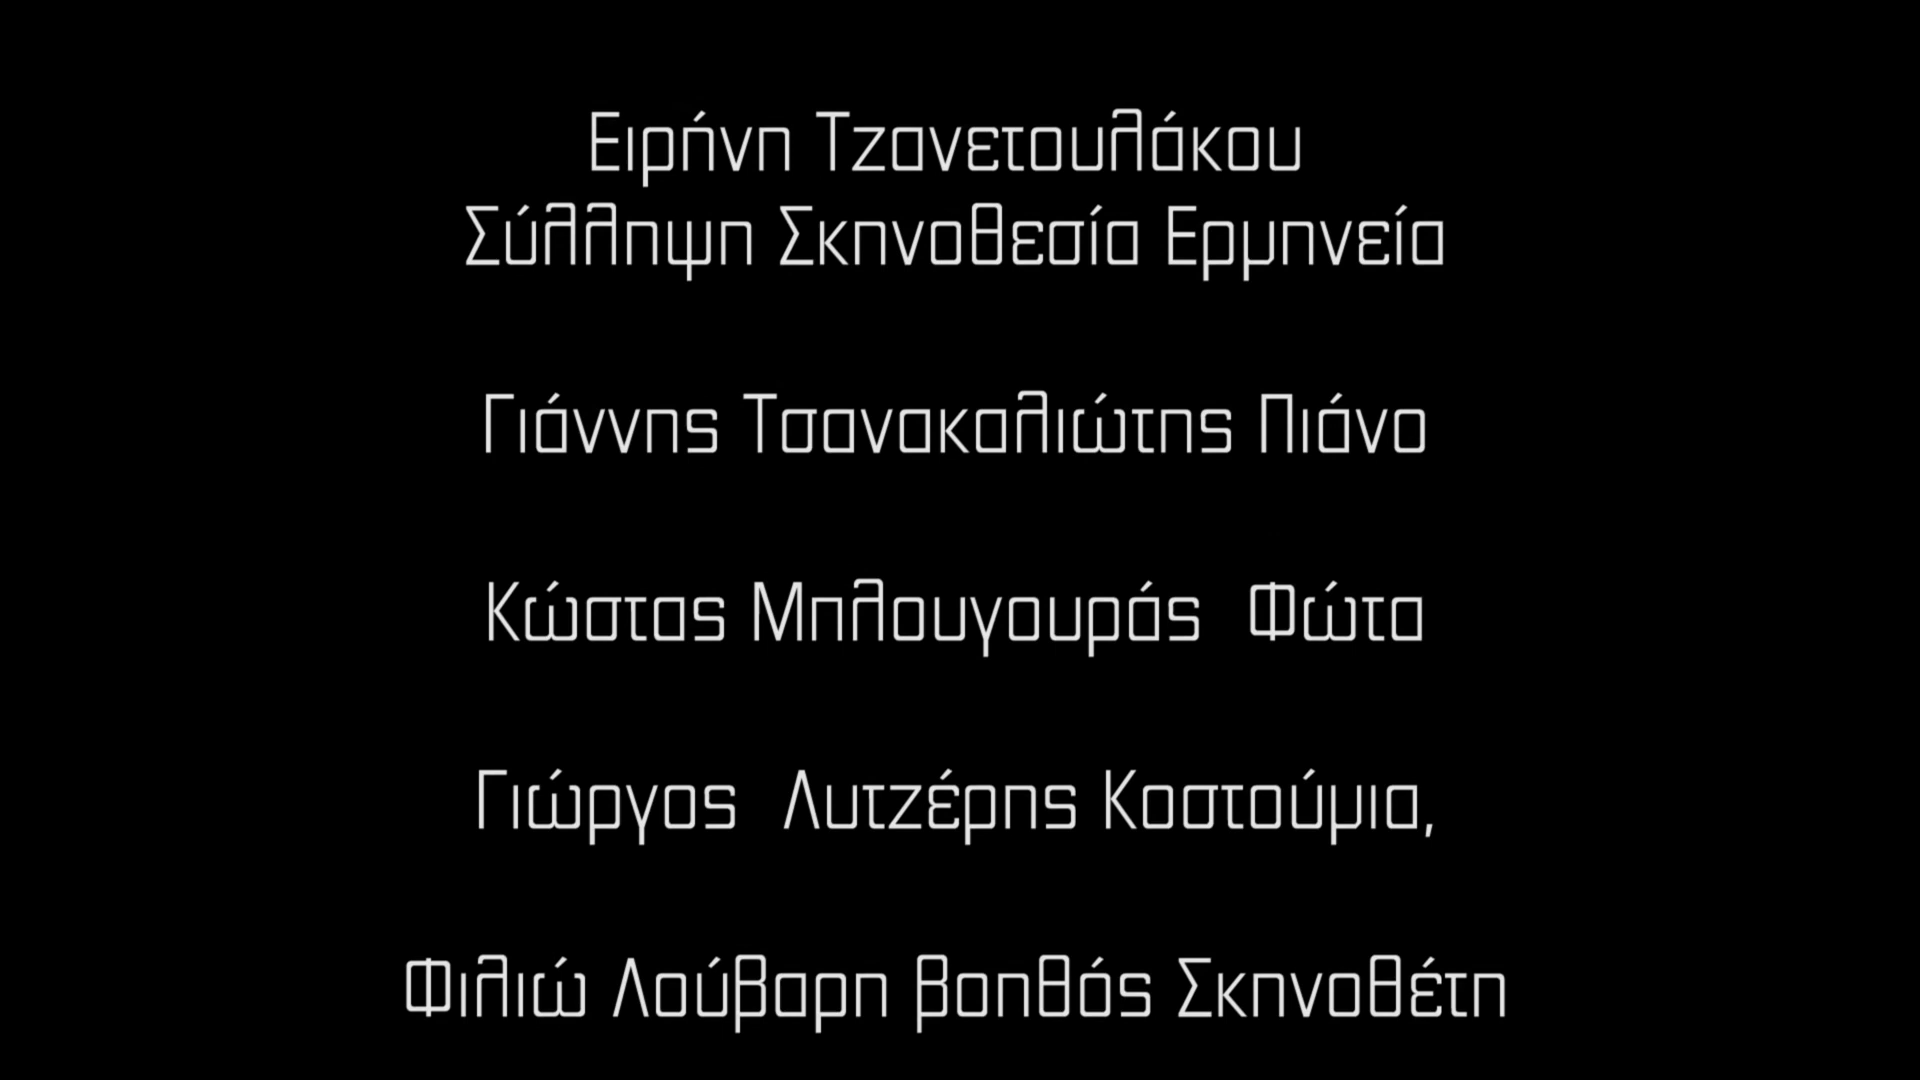 Ειρήνη Τζανετουλάκου
Σύλληψη Σκηνοθεσία Ερμηνεία
Γιάννης Τσανακαλιώτης Πιάνο
Κώστας Μπλουγουράς Φώτα
Γιώργος Λυτζέρης Κοστούμια,
Φιλιώ Λούβαρη βοηθός Σκηνοθέτη